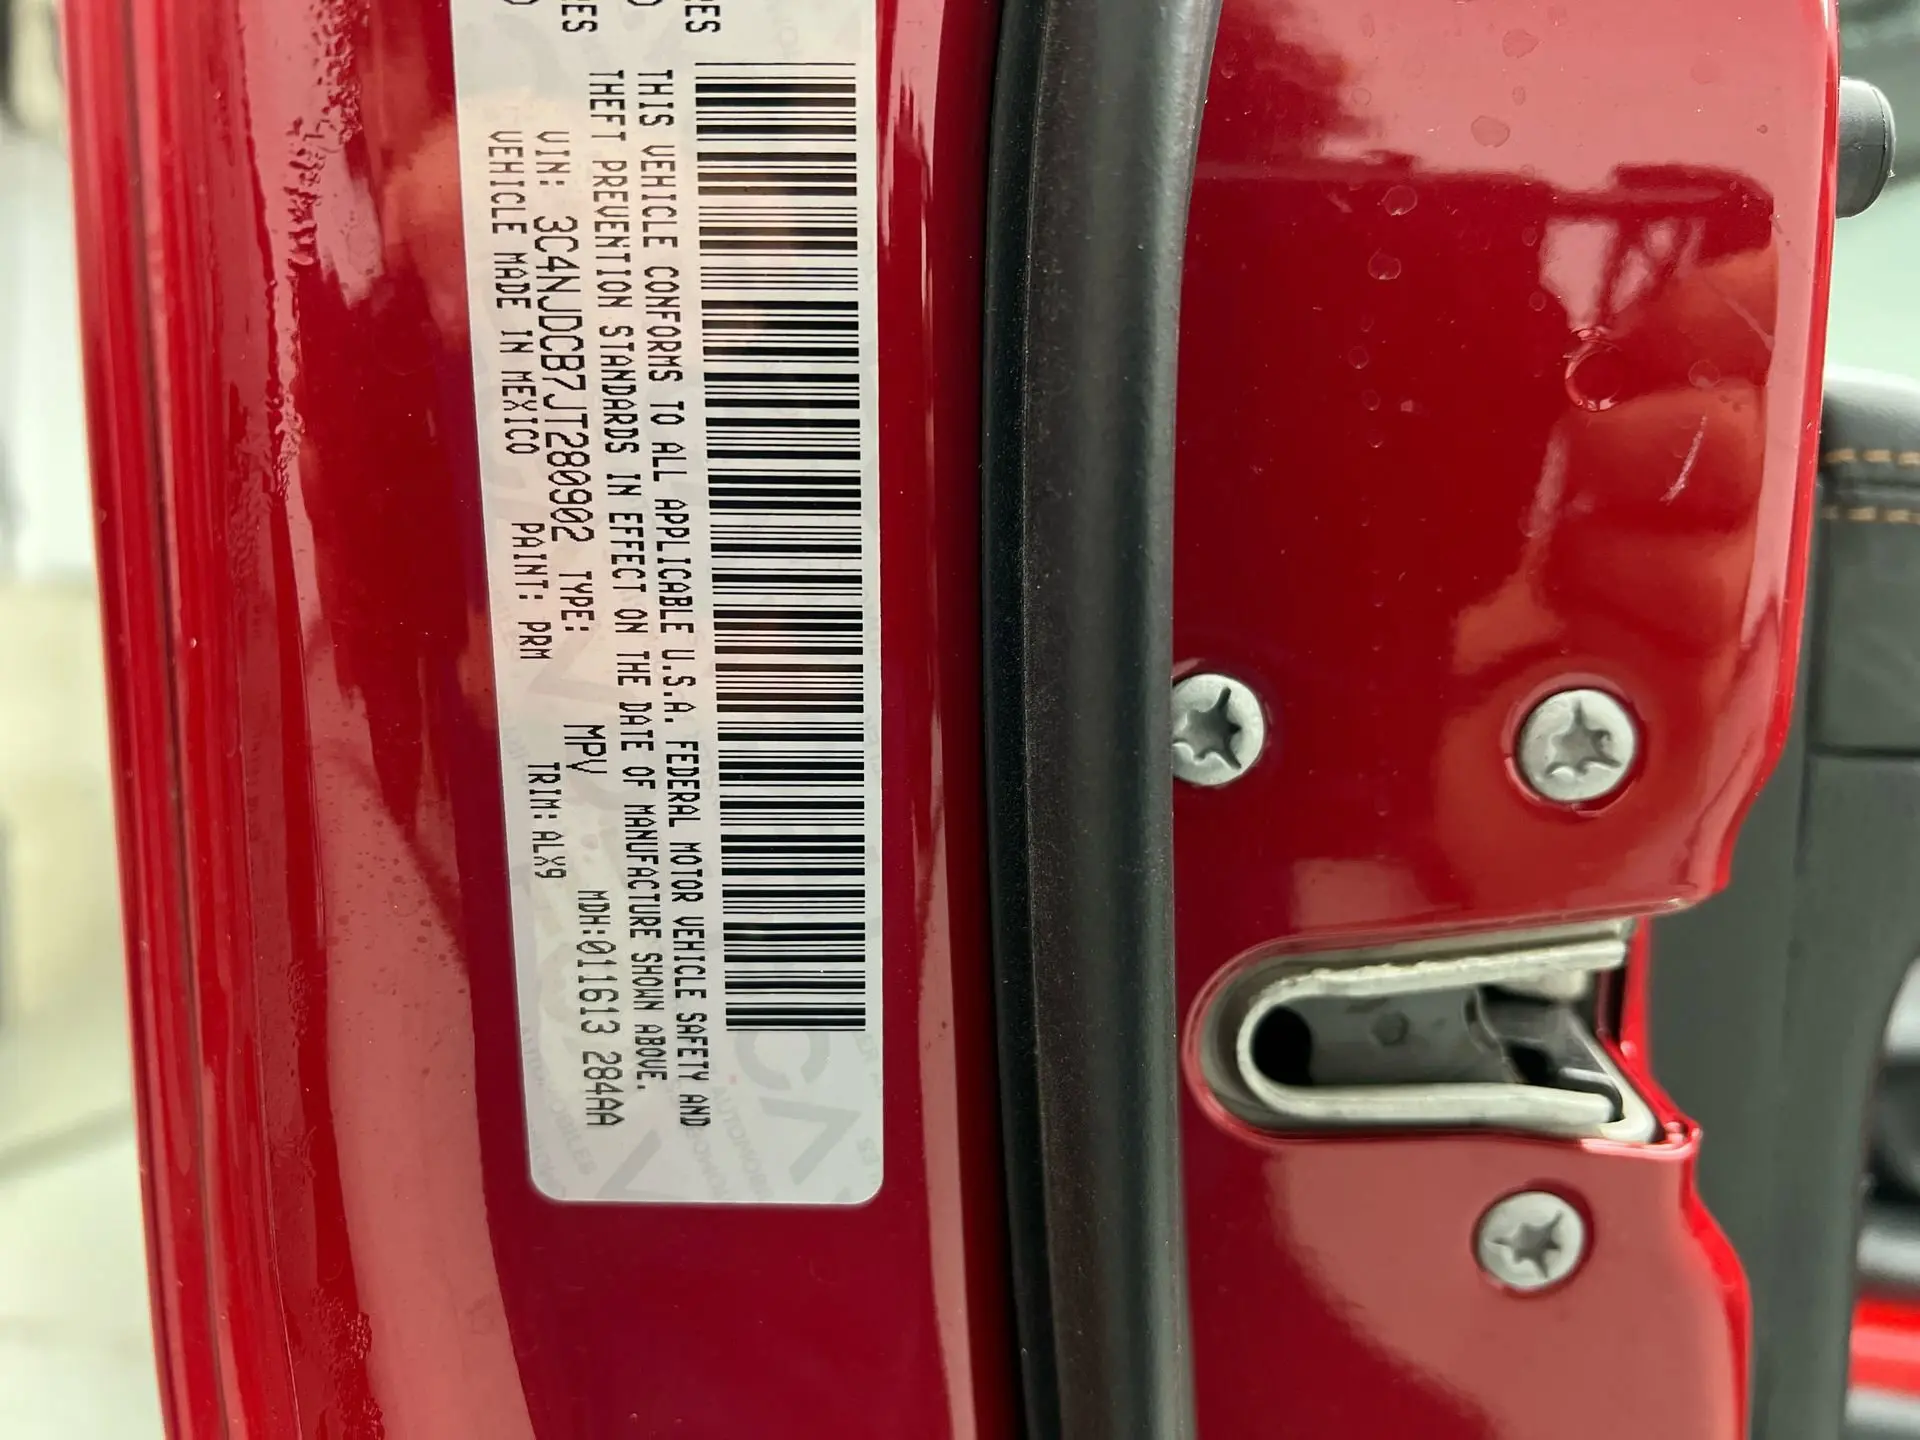 THIS VEHICLE CONFORMS TO ALL APPLICABLE U.S.A. FEDERAL MOTOR VEHICLE SAFETY AND
THEFT PREVENTION STANDARDS IN EFFECT ON THE DATE OF MANUFACTURE SHOWN ABOVE.
VIN: 3C4NJDCB7JT280902 TYPE: MPV MDH:011613 284AA
VEHICLE MADE IN MEXICO PAINT: PRM TRIM: ALX9